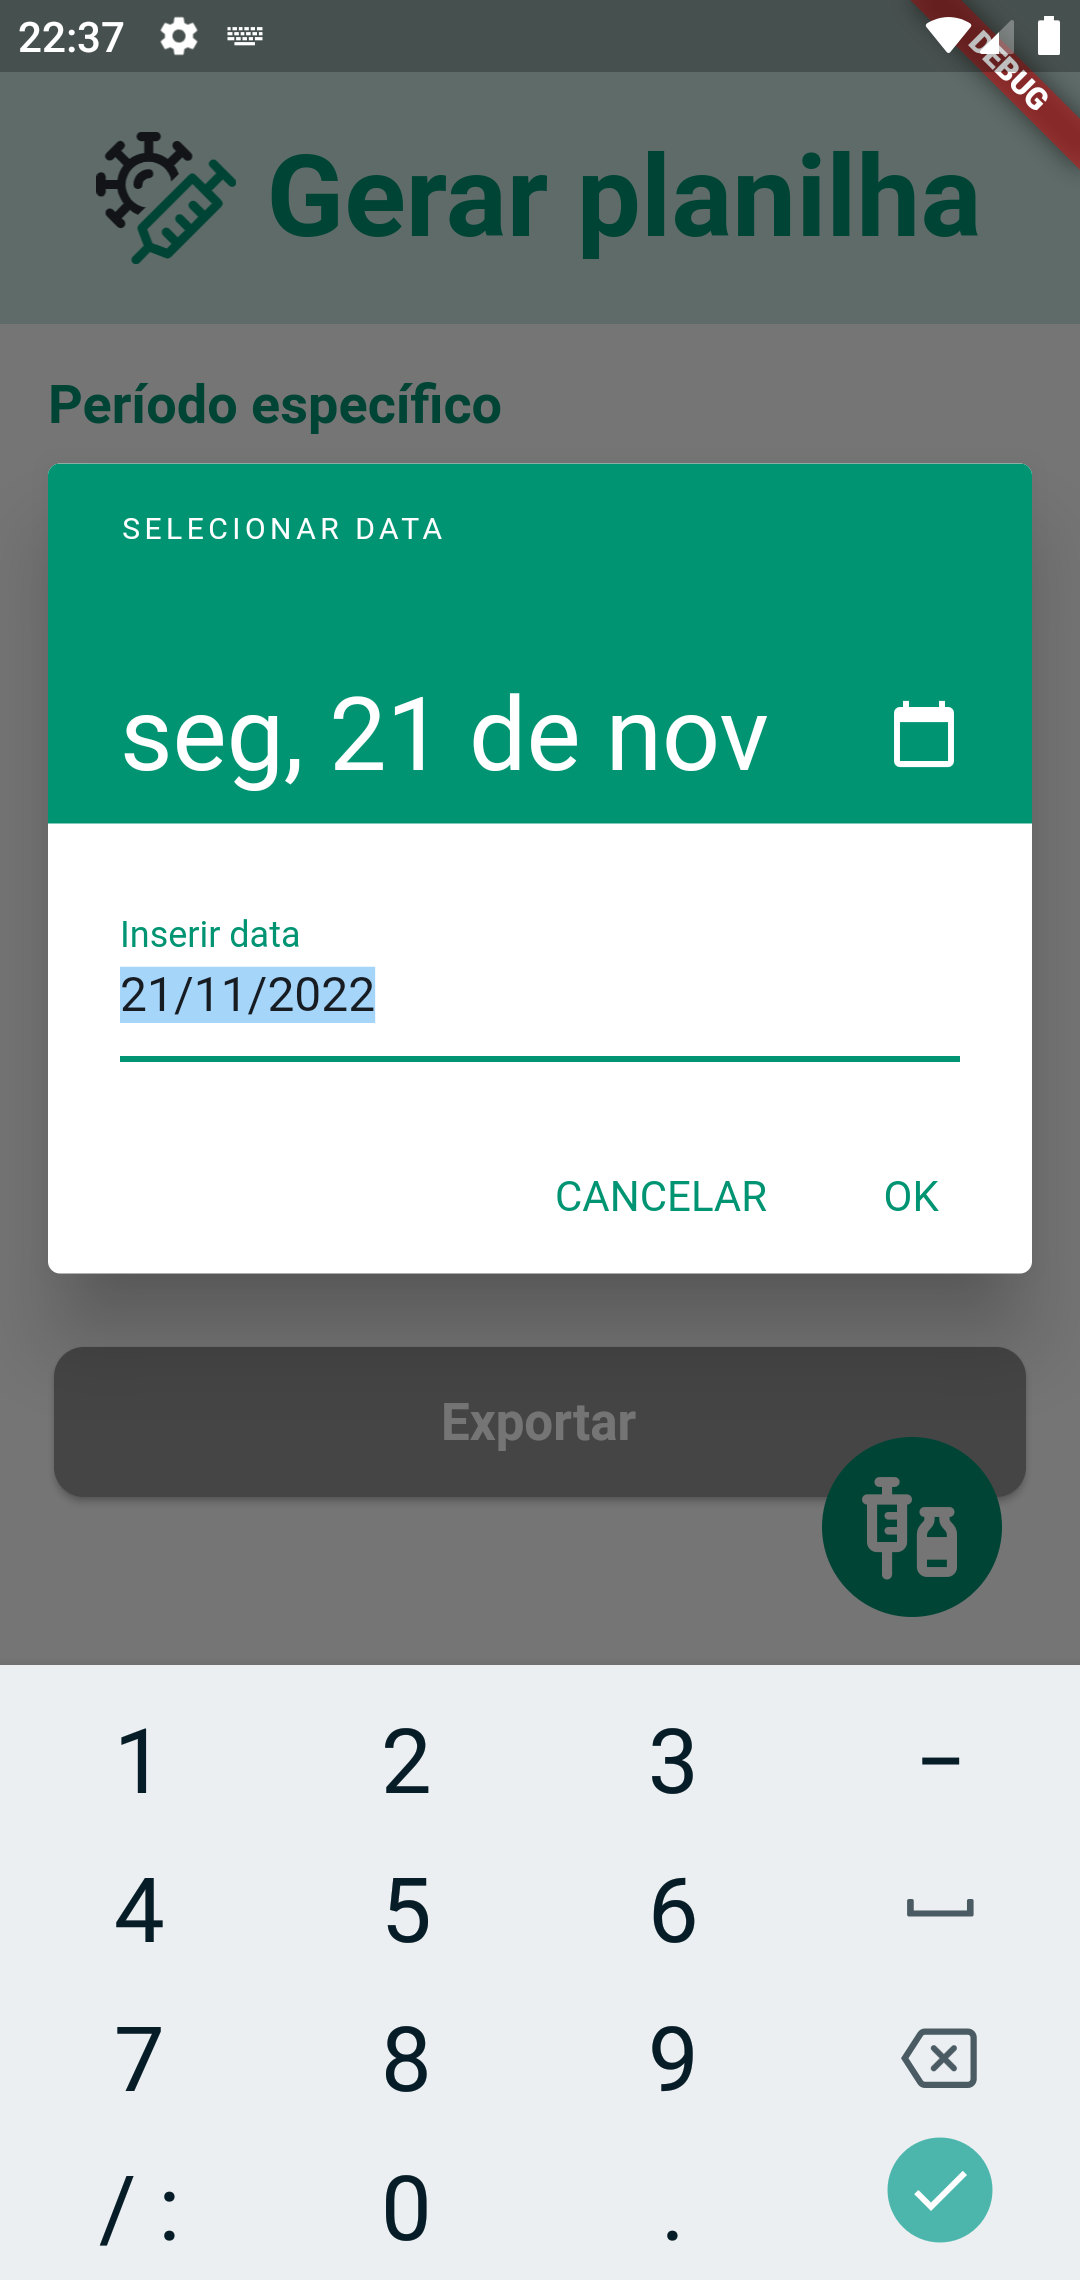 22:37
DEBUG
Gerar planilha
Período específico
SELECIONAR DATA
seg, 21 de nov
Inserir data
21/11/2022
CANCELAR OK
Exportar
1 2 3 −
4 5 6
7 8 9
/ : 0 .